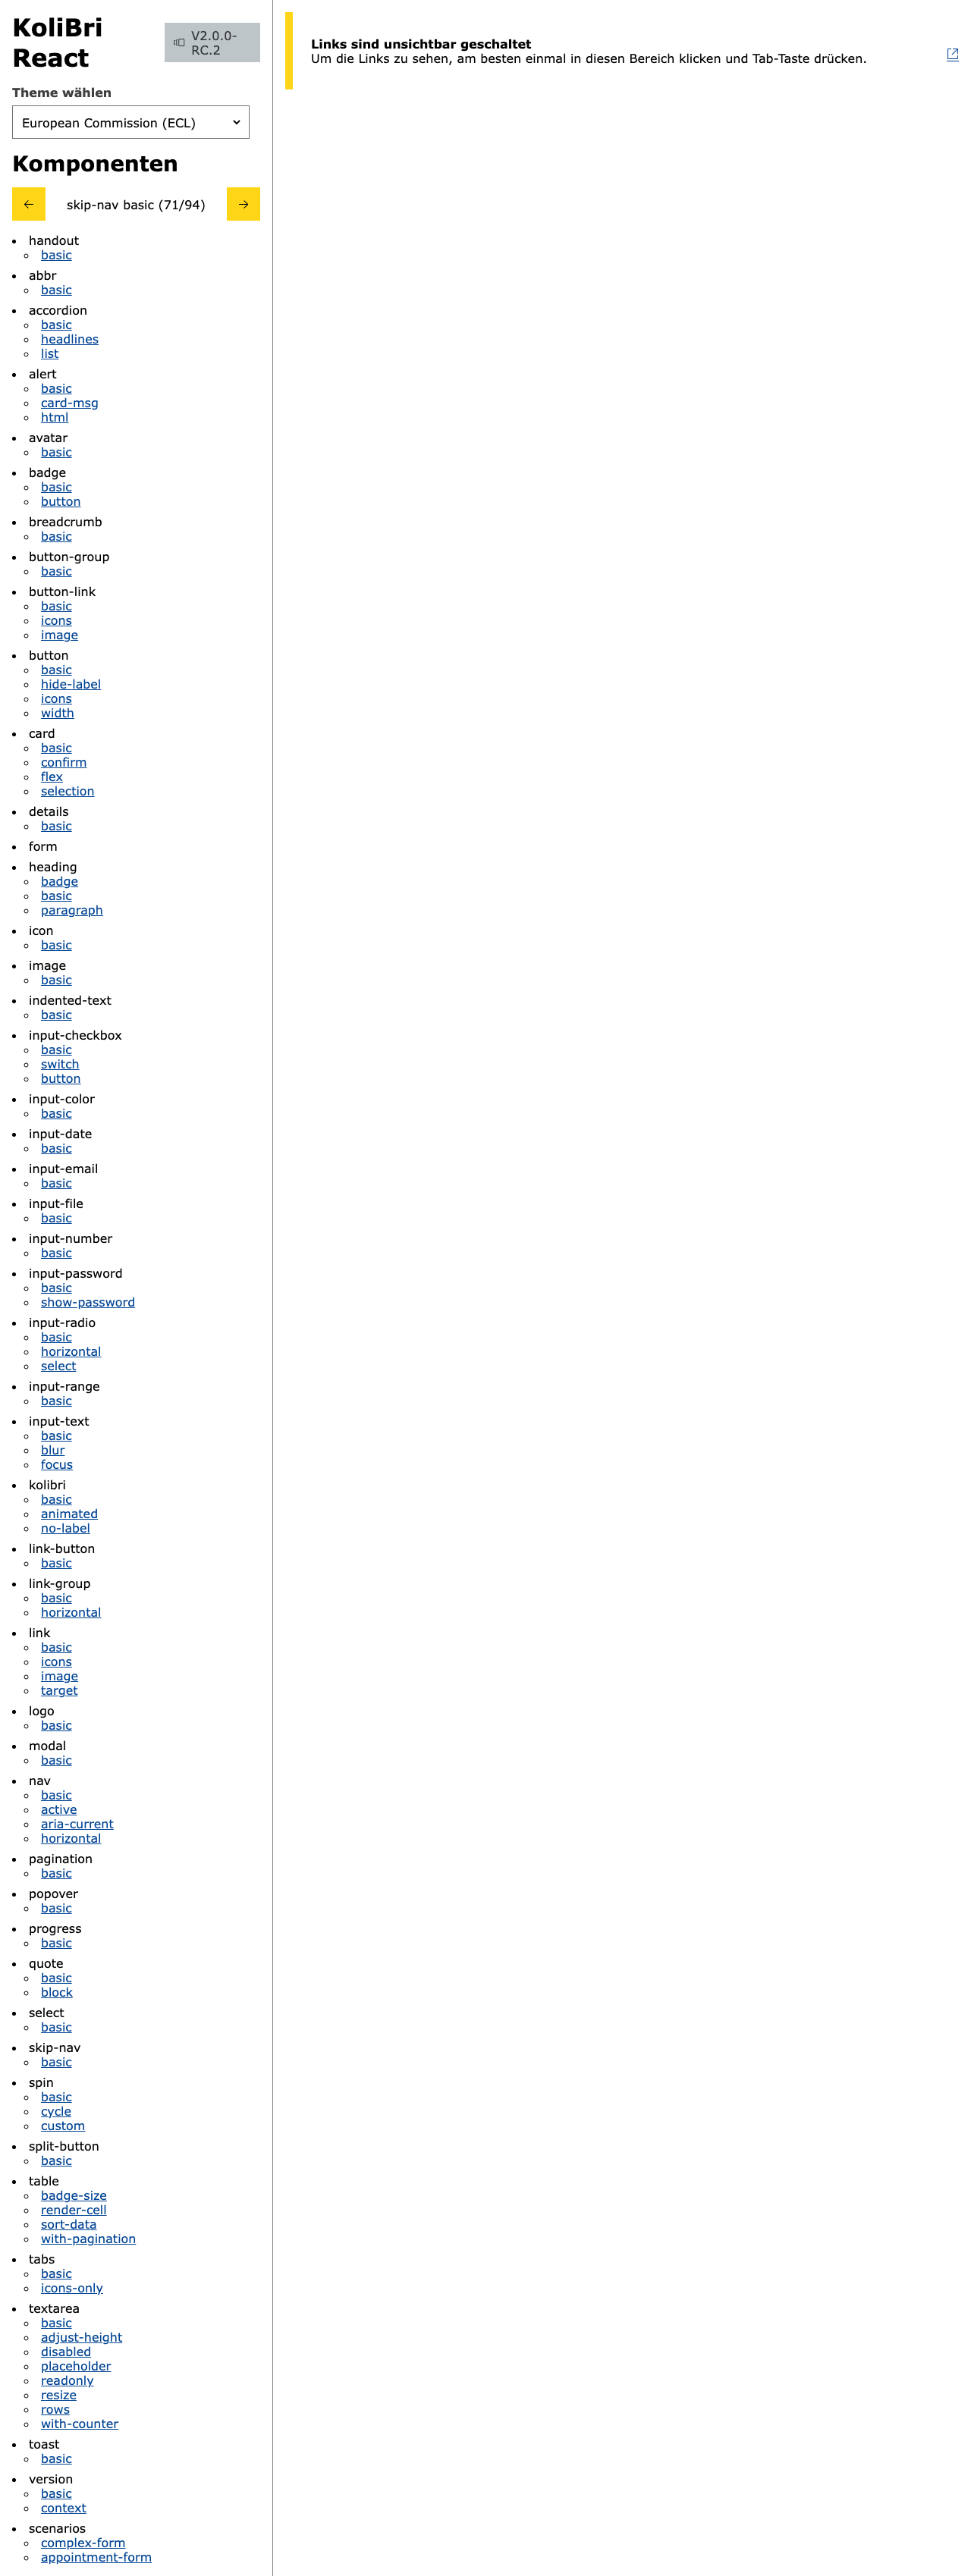 KoliBri
React
V2.0.0-
RC.2
Theme wählen
European Commission (ECL)
Komponenten
skip-nav basic (71/94)
handout
basic
abbr
basic
accordion
basic
headlines
list
alert
basic
card-msg
html
avatar
basic
badge
basic
button
breadcrumb
basic
button-group
basic
button-link
basic
icons
image
button
basic
hide-label
icons
width
card
basic
confirm
flex
selection
details
basic
form
heading
badge
basic
paragraph
icon
basic
image
basic
indented-text
basic
input-checkbox
basic
switch
button
input-color
basic
input-date
basic
input-email
basic
input-file
basic
input-number
basic
input-password
basic
show-password
input-radio
basic
horizontal
select
input-range
basic
input-text
basic
blur
focus
kolibri
basic
animated
no-label
link-button
basic
link-group
basic
horizontal
link
basic
icons
image
target
logo
basic
modal
basic
nav
basic
active
aria-current
horizontal
pagination
basic
popover
basic
progress
basic
quote
basic
block
select
basic
skip-nav
basic
spin
basic
cycle
custom
split-button
basic
table
badge-size
render-cell
sort-data
with-pagination
tabs
basic
icons-only
textarea
basic
adjust-height
disabled
placeholder
readonly
resize
rows
with-counter
toast
basic
version
basic
context
scenarios
complex-form
appointment-form
Links sind unsichtbar geschaltet
Um die Links zu sehen, am besten einmal in diesen Bereich klicken und Tab-Taste drücken.